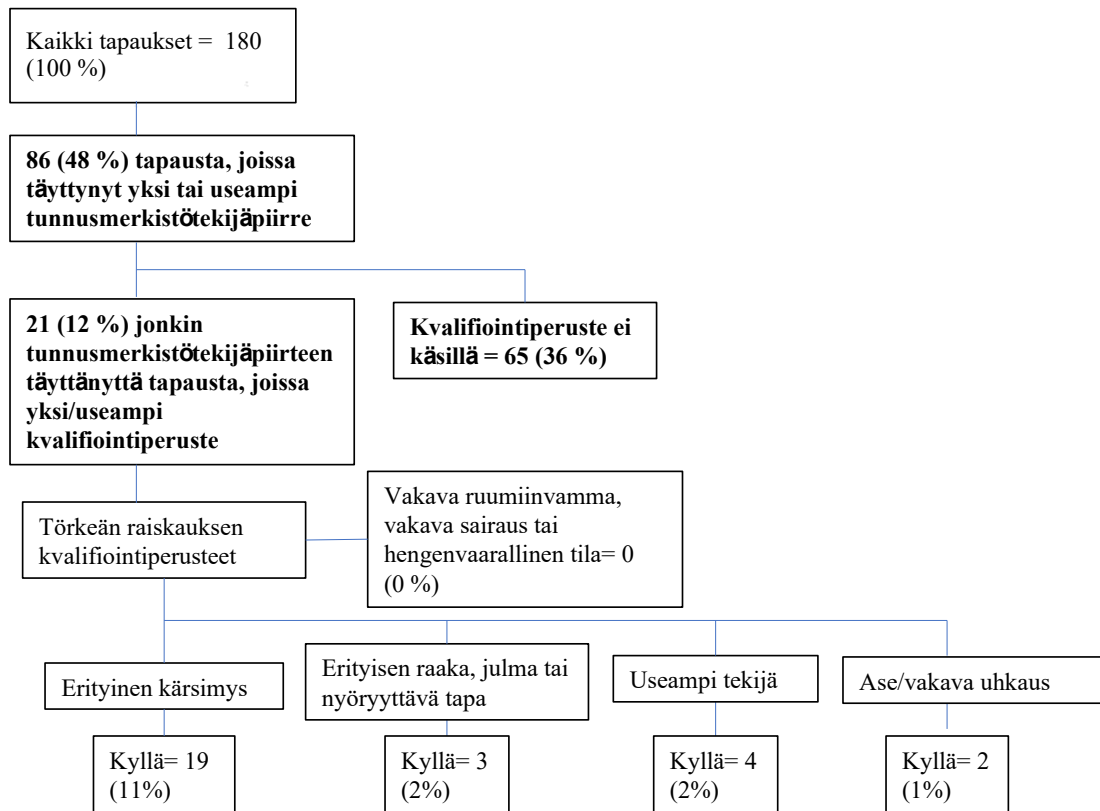 Kaikki tapaukset = 180
(100 %)
86 (48 %) tapausta, joissa
täyttynyt yksi tai useampi
tunnusmerkistötekijäpiirre
21 (12 %) jonkin
tunnusmerkistötekijäpiirteen
täyttänyttä tapausta, joissa
yksi/useampi
kvalifiointiperuste
Kvalifiointiperuste ei
käsillä = 65 (36 %)
Törkeän raiskauksen
kvalifiointiperusteet
Vakava ruumiinvamma,
vakava sairaus tai
hengenvaarallinen tila= 0
(0 %)
Erityinen kärsimys
Erityisen raaka, julma tai
nöyryyttävä tapa
Useampi tekijä
Ase/vakava uhkaus
Kyllä= 19
(11%)
Kyllä= 3
(2%)
Kyllä= 4
(2%)
Kyllä= 2
(1%)